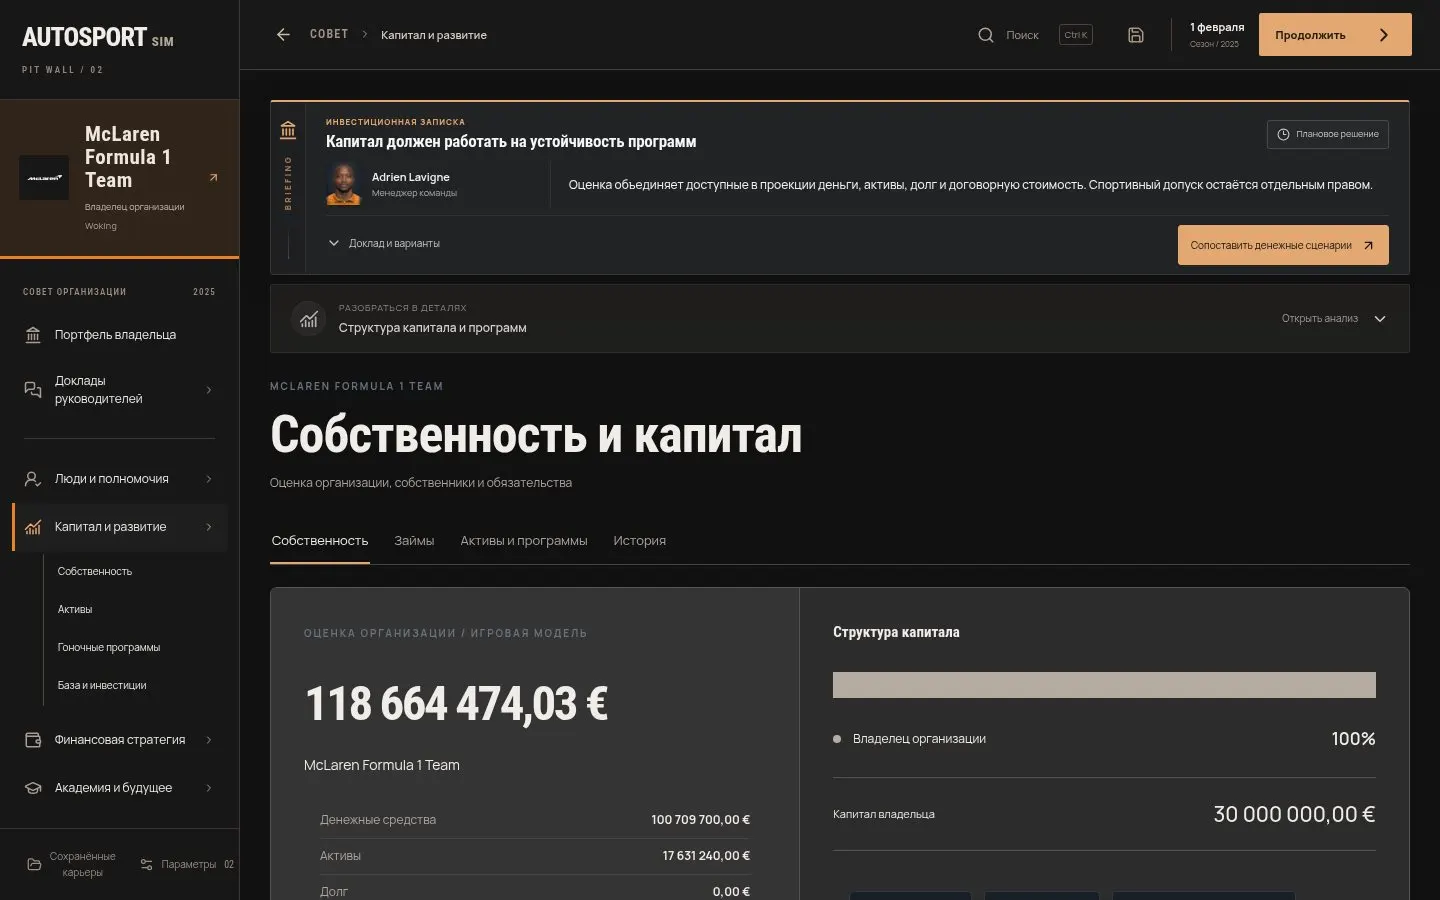 AUTOSPORT SIM
PIT WALL / 02
McLaren
Formula 1
Team
Владелец организации
Woking
McLaren
СОВЕТ ОРГАНИЗАЦИИ 2025
Портфель владельца
Доклады
руководителей
Люди и полномочия
Капитал и развитие
Собственность
Активы
Гоночные программы
База и инвестиции
Финансовая стратегия
Академия и будущее
Сохранённые
карьеры
Параметры 02
СОВЕТ Капитал и развитие
Поиск Ctrl K
1 февраля
Сезон / 2025
Продолжить
BRIEFING
ИНВЕСТИЦИОННАЯ ЗАПИСКА
Капитал должен работать на устойчивость программ
Плановое решение
Adrien Lavigne
Менеджер команды
Оценка объединяет доступные в проекции деньги, активы, долг и договорную стоимость. Спортивный допуск остаётся отдельным правом.
Доклад и варианты
Сопоставить денежные сценарии
РАЗОБРАТЬСЯ В ДЕТАЛЯХ
Структура капитала и программ
Открыть анализ
MCLAREN FORMULA 1 TEAM
Собственность и капитал
Оценка организации, собственники и обязательства
Собственность Займы Активы и программы История
ОЦЕНКА ОРГАНИЗАЦИИ / ИГРОВАЯ МОДЕЛЬ
118 664 474,03 €
McLaren Formula 1 Team
Денежные средства 100 709 700,00 €
Активы 17 631 240,00 €
Долг 0,00 €
Структура капитала
Владелец организации 100%
Капитал владельца 30 000 000,00 €